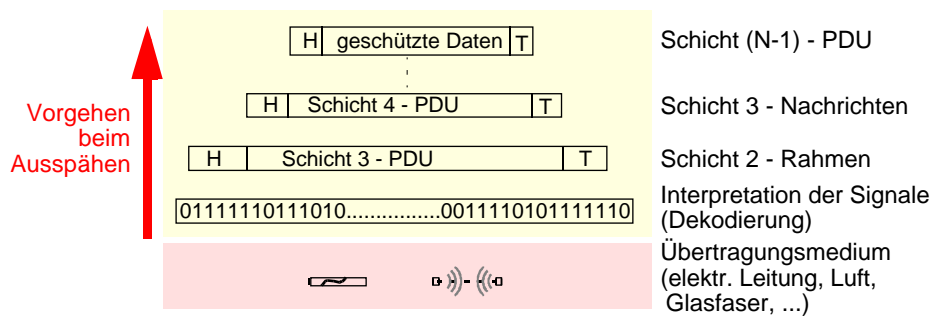 H geschützte Daten T
Schicht (N-1) - PDU
Vorgehen
beim
Ausspähen
H Schicht 4 - PDU T
Schicht 3 - Nachrichten
H Schicht 3 - PDU T
Schicht 2 - Rahmen
01111110111010...............0011110101111110
Interpretation der Signale
(Dekodierung)
Übertragungsmedium
(elektr. Leitung, Luft,
Glasfaser, ...)